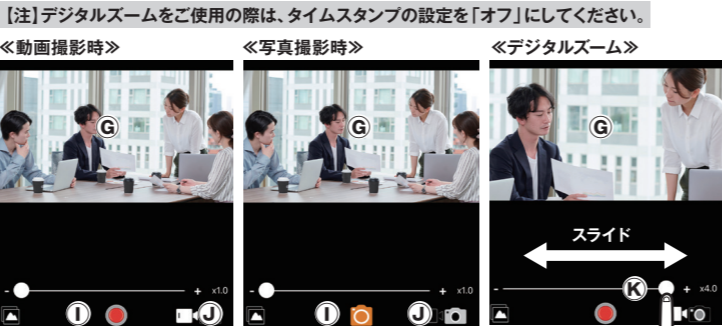 【注】デジタルズームをご使用の際は、タイムスタンプの設定を「オフ」にしてください。
≪動画撮影時≫ ≪写真撮影時≫ ≪デジタルズーム≫
G G G
スライド
K
- + x1.0 - + x1.0 - + x4.0
I J I J